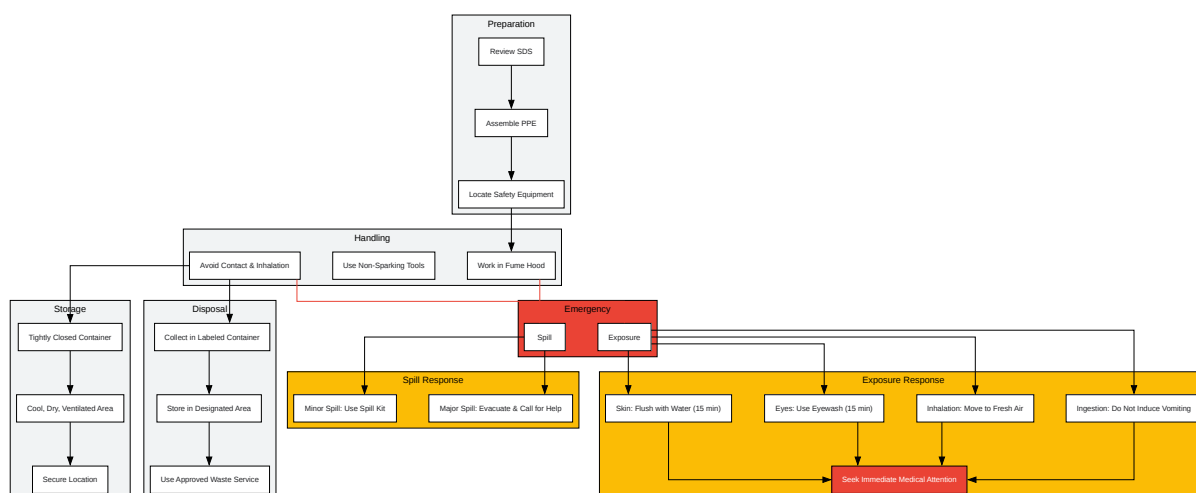 Preparation
Review SDS
Assemble PPE
Locate Safety Equipment
Handling
Avoid Contact & Inhalation
Use Non-Sparking Tools
Work in Fume Hood
Storage
Disposal
Emergency
Tightly Closed Container
Collect in Labeled Container
Spill
Exposure
Spill Response
Exposure Response
Cool, Dry, Ventilated Area
Store in Designated Area
Minor Spill: Use Spill Kit
Major Spill: Evacuate & Call for Help
Skin: Flush with Water (15 min)
Eyes: Use Eyewash (15 min)
Inhalation: Move to Fresh Air
Ingestion: Do Not Induce Vomiting
Secure Location
Use Approved Waste Service
Seek Immediate Medical Attention